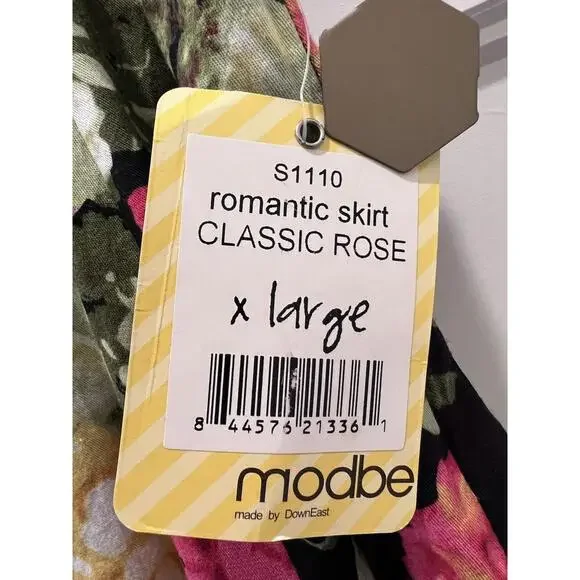 S1110
romantic skirt
CLASSIC ROSE
x large
8 44576 21336 1
modbe
made by DownEast